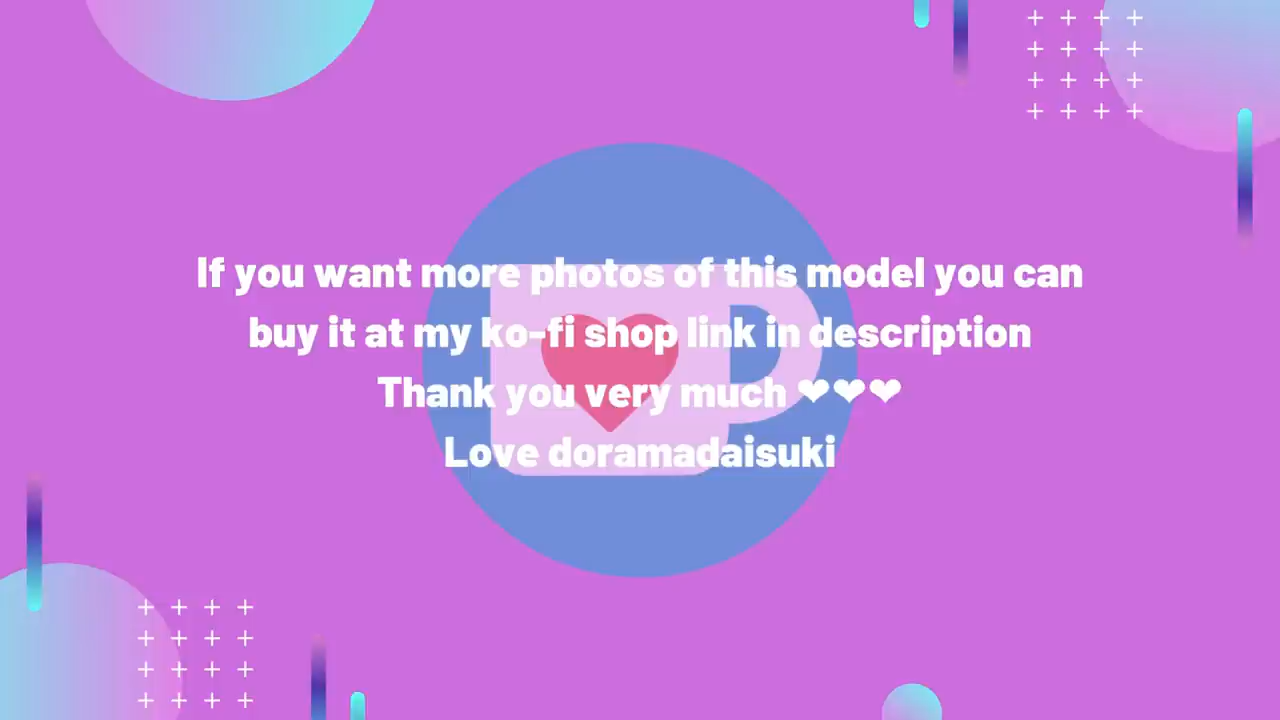 If you want more photos of this model you can
buy it at my ko-fi shop link in description
Thank you very much ❤❤❤
Love doramadaisuki